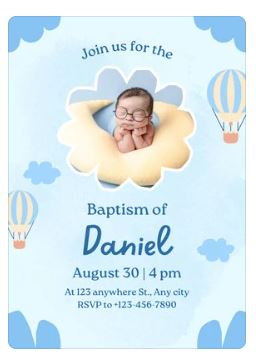 Join us for the
Baptism of
Daniel
August 30 | 4 pm
At 123 anywhere St., Any city
RSVP to +123-456-7890